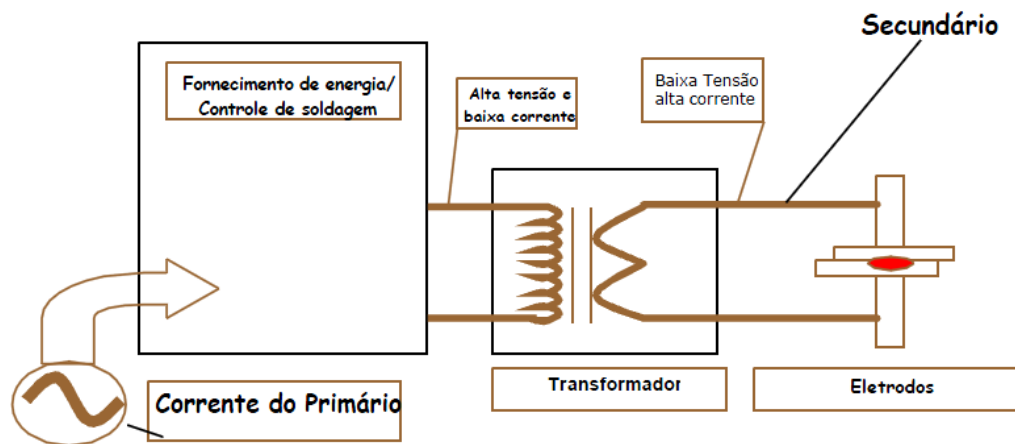 Secundário
Fornecimento de energia/
Controle de soldagem
Alta tensão e
baixa corrente
Baixa Tensão
alta corrente
Corrente do Primário
Transformador
Eletrodos